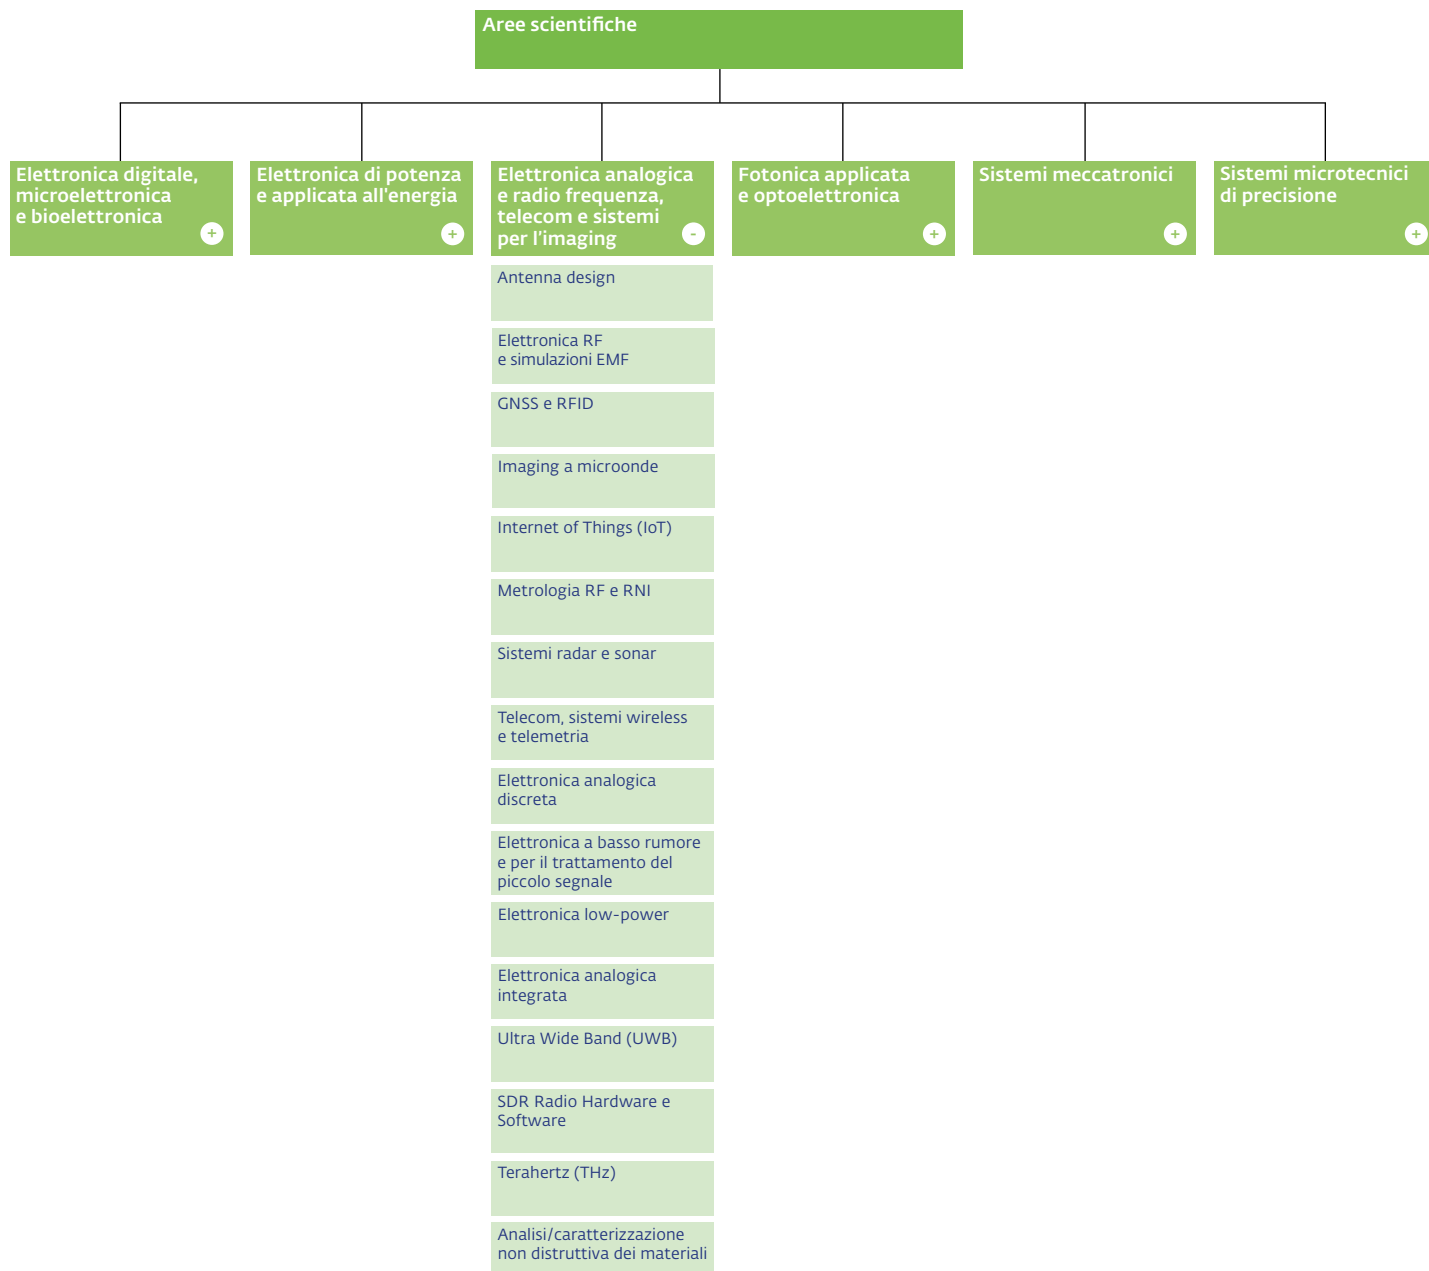 Aree scientifiche
Elettronica digitale,
microelettronica
e bioelettronica
+
Elettronica di potenza
e applicata all'energia
+
Elettronica analogica
e radio frequenza,
telecom e sistemi
per l'imaging
-
Fotonica applicata
e optoelettronica
+
Sistemi meccatronici
+
Sistemi microtecnici
di precisione
+
Antenna design
Elettronica RF
e simulazioni EMF
GNSS e RFID
Imaging a microonde
Internet of Things (IoT)
Metrologia RF e RNI
Sistemi radar e sonar
Telecom, sistemi wireless
e telemetria
Elettronica analogica
discreta
Elettronica a basso rumore
e per il trattamento del
piccolo segnale
Elettronica low-power
Elettronica analogica
integrata
Ultra Wide Band (UWB)
SDR Radio Hardware e
Software
Terahertz (THz)
Analisi/caratterizzazione
non distruttiva dei materiali